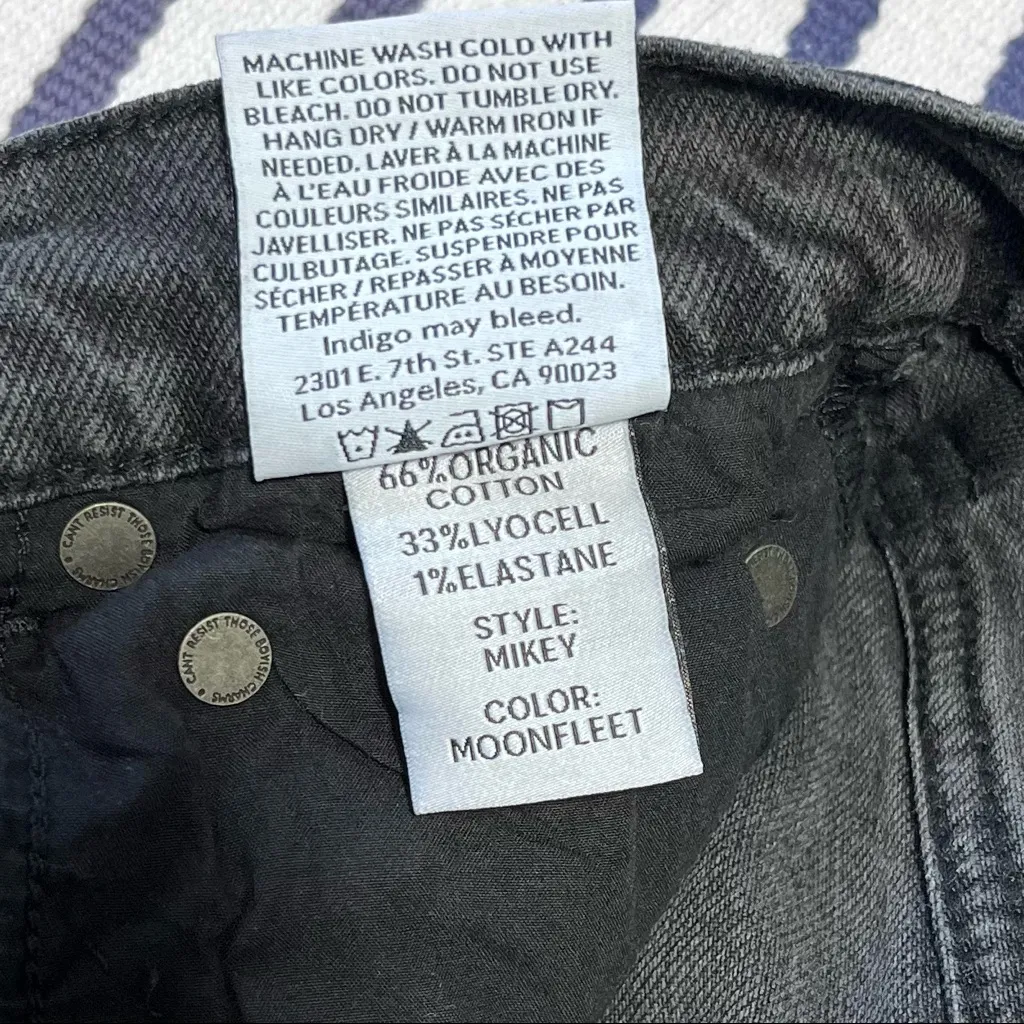 MACHINE WASH COLD WITH
LIKE COLORS. DO NOT USE
BLEACH. DO NOT TUMBLE DRY.
HANG DRY / WARM IRON IF
NEEDED. LAVER À LA MACHINE
À L'EAU FROIDE AVEC DES
COULEURS SIMILAIRES. NE PAS
JAVELLISER. NE PAS SÉCHER PAR
CULBUTAGE. SUSPENDRE POUR
SÉCHER / REPASSER À MOYENNE
TEMPÉRATURE AU BESOIN.
Indigo may bleed.
2301 E. 7th St. STE A244
Los Angeles, CA 90023
66%ORGANIC
COTTON
33%LYOCELL
1%ELASTANE
STYLE:
MIKEY
COLOR:
MOONFLEET
CANT RESIST THOSE BOYISH CHARMS
CANT RESIST THOSE BOYISH CHARMS